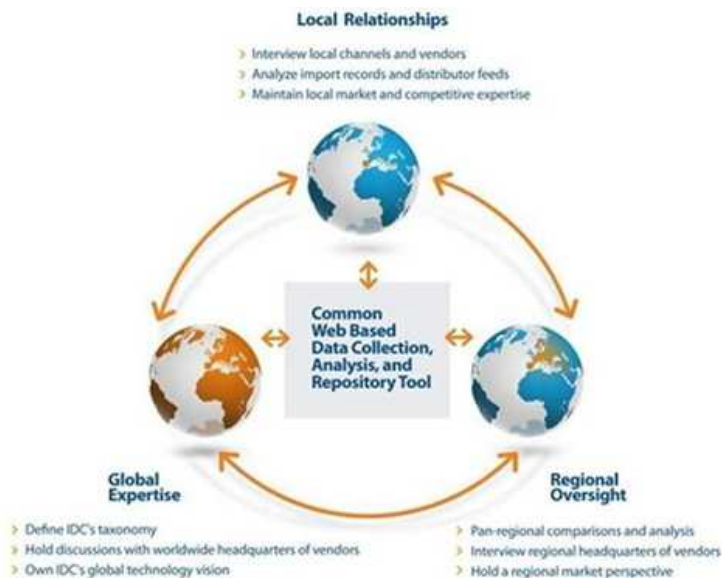 Local Relationships
> Interview local channels and vendors
> Analyze import records and distributor feeds
> Maintain local market and competitive expertise
Common
Web Based
Data Collection,
Analysis, and
Repository Tool
Global
Expertise
> Define IDC's taxonomy
> Hold discussions with worldwide headquarters of vendors
> Own IDC's global technology vision
Regional
Oversight
> Pan-regional comparisons and analysis
> Interview regional headquarters of vendors
> Hold a regional market perspective